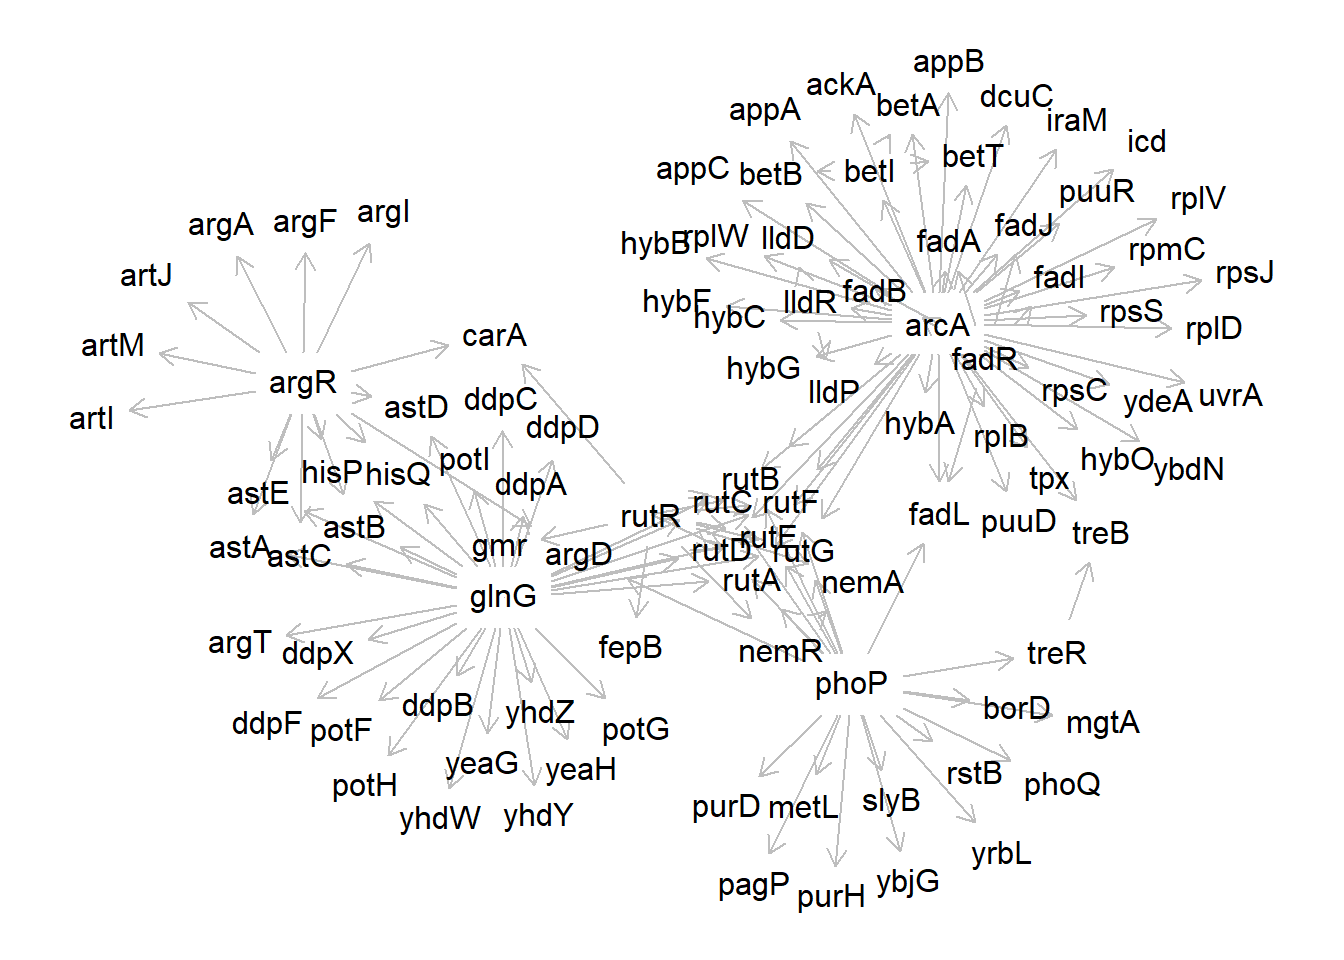 appB
ackA
dcuC
betA
appA
iraM
icd
betT
appC
betB
betI
puuR
rplV
argA
argF
argI
fadJ
hybB
rplW
lldD
fadA
rpmC
artJ
fadI
rpsJ
hybF
hybC
lldR
fadB
arcA
rpsS
rplD
artM
carA
argR
hybG
fadR
lldP
rpsC
ydeA
uvrA
artI
astD
ddpC
ddpD
hybA
rplB
hybO
ybdN
hisP
hisQ
potI
ddpA
rutB
tpx
astE
rutC
rutF
rutR
fadL
puuD
treB
astB
astA
astC
gmr
argD
rutE
rutD
rutG
rutA
nemA
glnG
argT
ddpX
fepB
nemR
treR
phoP
ddpF
potF
ddpB
yhdZ
potG
borD
mgtA
potH
yeaG
yeaH
rstB
phoQ
yhdW
yhdY
purD
metL
slyB
yrbL
pagP
purH
ybjG